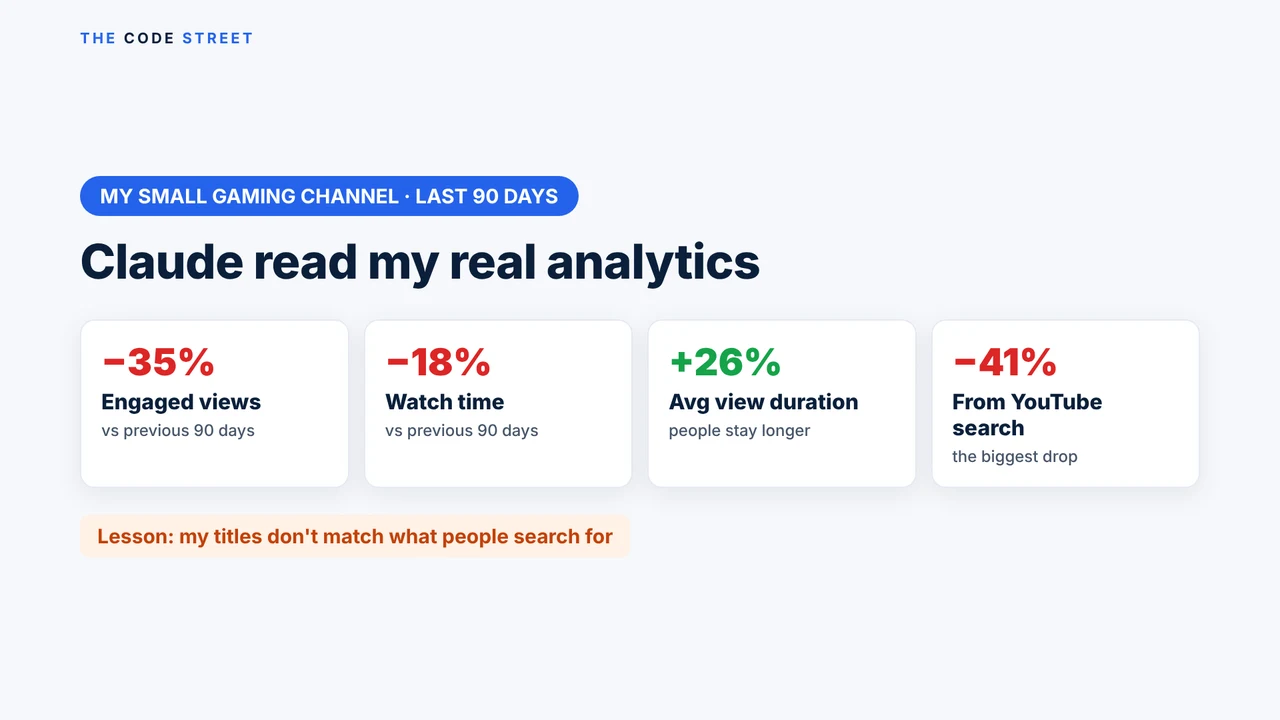 THE CODE STREET
MY SMALL GAMING CHANNEL · LAST 90 DAYS
Claude read my real analytics
−35%
Engaged views
vs previous 90 days
−18%
Watch time
vs previous 90 days
+26%
Avg view duration
people stay longer
−41%
From YouTube
search
the biggest drop
Lesson: my titles don't match what people search for